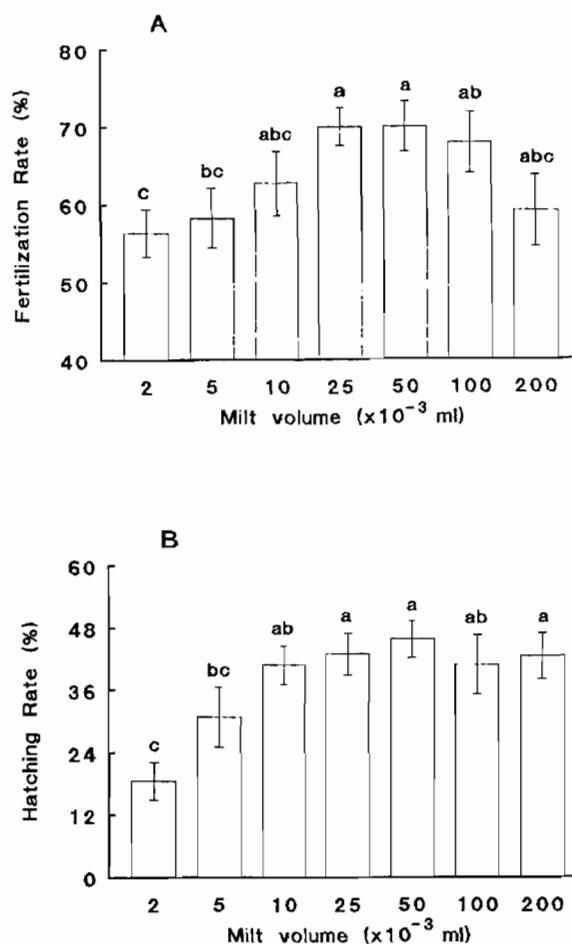 A
Fertilization Rate (%)
80
70
60
50
40
c
bc
abc
a
a
ab
abc
2 5 10 25 50 100 200
Milt volume (x10⁻³ ml)
B
Hatching Rate (%)
60
48
36
24
12
0
c
bc
ab
a
a
ab
a
2 5 10 25 50 100 200
Milt volume (x10⁻³ ml)